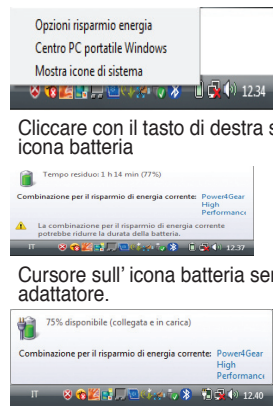 Opzioni risparmio energia
Centro PC portatile Windows
Mostra icone di sistema
12.34
Cliccare con il tasto di destra s
icona batteria
Tempo residuo: 1 h 14 min (77%)
Combinazione per il risparmio di energia corrente: Power4Gear
High
Performance
La combinazione per il risparmio di energia corrente
potrebbe ridurre la durata della batteria.
IT 12.37
Cursore sull' icona batteria sen
adattatore.
75% disponibile (collegata e in carica)
Combinazione per il risparmio di energia corrente: Power4Gear
High
Performance
IT 12.40